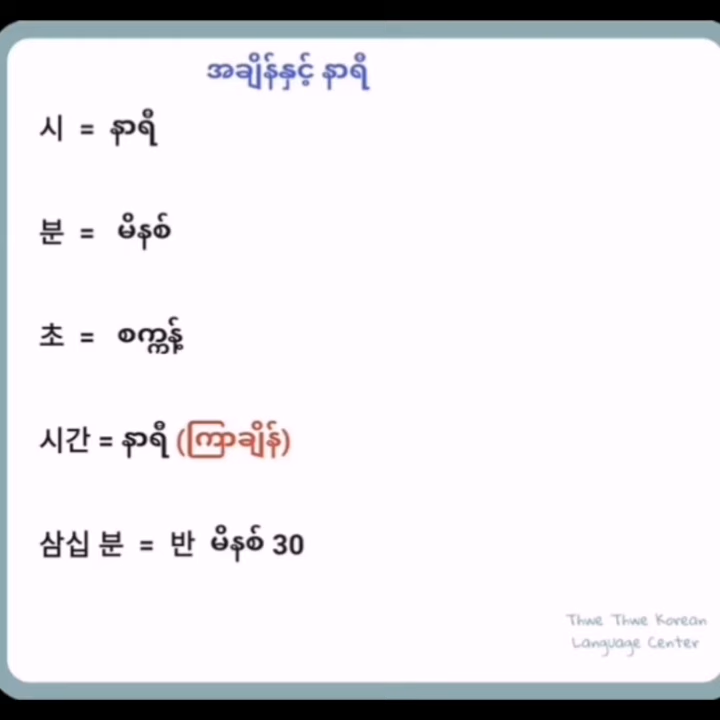 အချိန်နှင့် နာရီ
시 = နာရီ
분 = မိနစ်
초 = စက္ကန့်
시간 = နာရီ (ကြာချိန်)
삼십 분 = 반 မိနစ် 30
Thwe Thwe Korean
Language Center